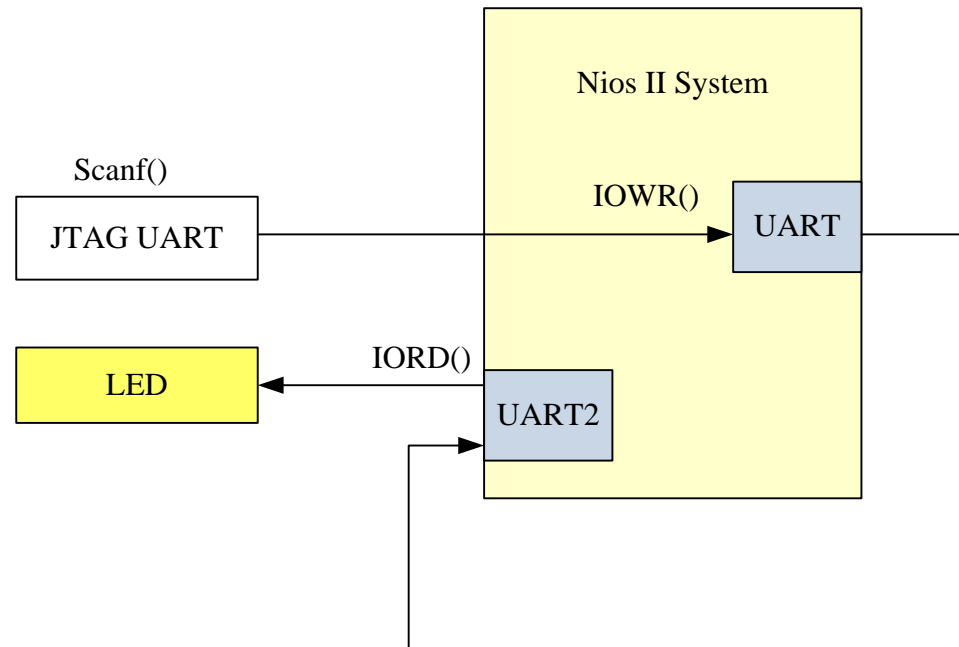 Nios II System
Scanf()
JTAG UART
IOWR()
UART
IORD()
LED
UART2